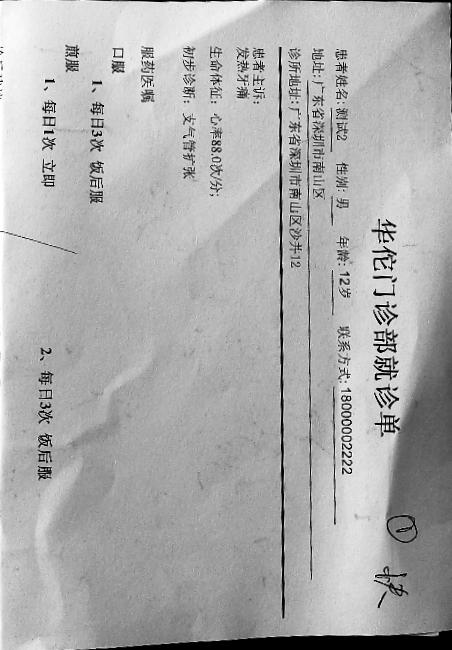 华佗门诊部就诊单
①
患者姓名: 测试2 性别: 男 年龄: 12岁 联系方式: 18000002222
地址: 广东省深圳市南山区
诊所地址: 广东省深圳市南山区沙井12
患者主诉:
发热牙痛
生命体征: 心率88.0次/分;
初步诊断: 支气管扩张
服药医嘱
口服
1、每日3次 饭后服
煎服
1、每日1次 立即 2、每日3次 饭后服